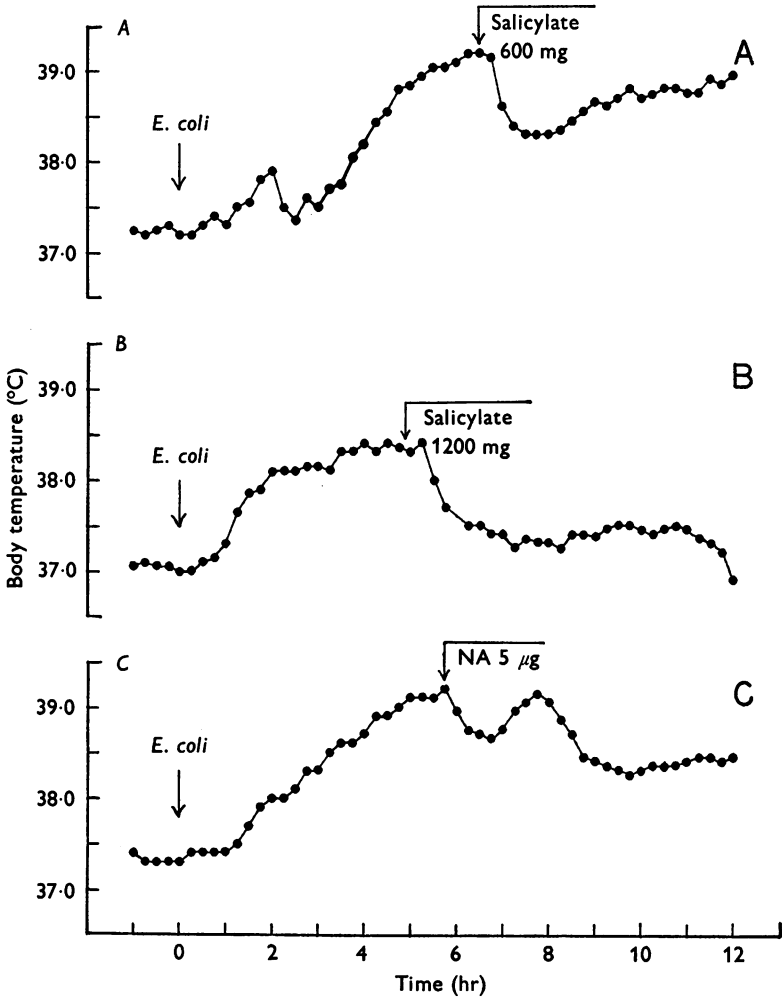 A
Salicylate
600 mg
A
39·0
E. coli
38·0
37·0
B
B
39·0
Salicylate
1200 mg
E. coli
38·0
37·0
Body temperature (°C)
C
NA 5 μg
C
39·0
E. coli
38·0
37·0
0 2 4 6 8 10 12
Time (hr)